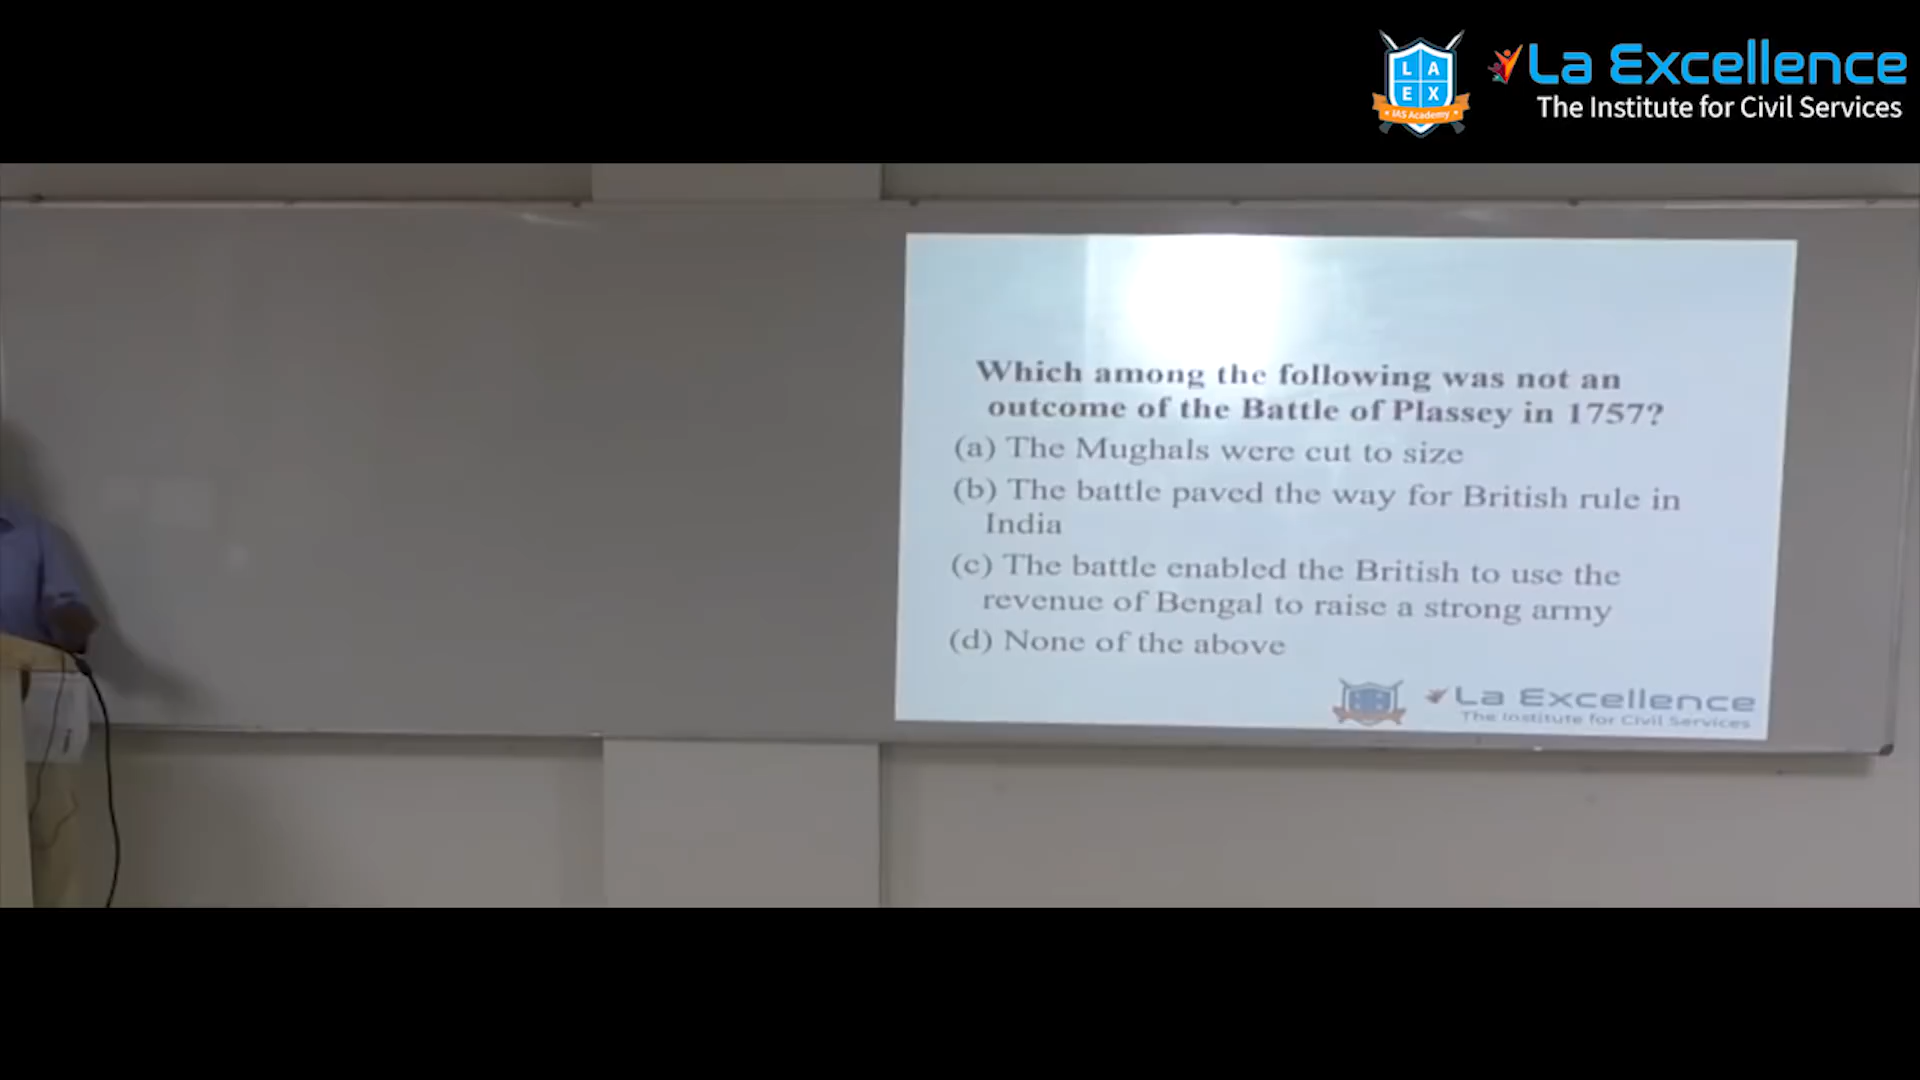 L A
E X
IAS Academy
La Excellence
The Institute for Civil Services
Which among the following was not an
outcome of the Battle of Plassey in 1757?
(a) The Mughals were cut to size
(b) The battle paved the way for British rule in
India
(c) The battle enabled the British to use the
revenue of Bengal to raise a strong army
(d) None of the above
La Excellence
The Institute for Civil Services